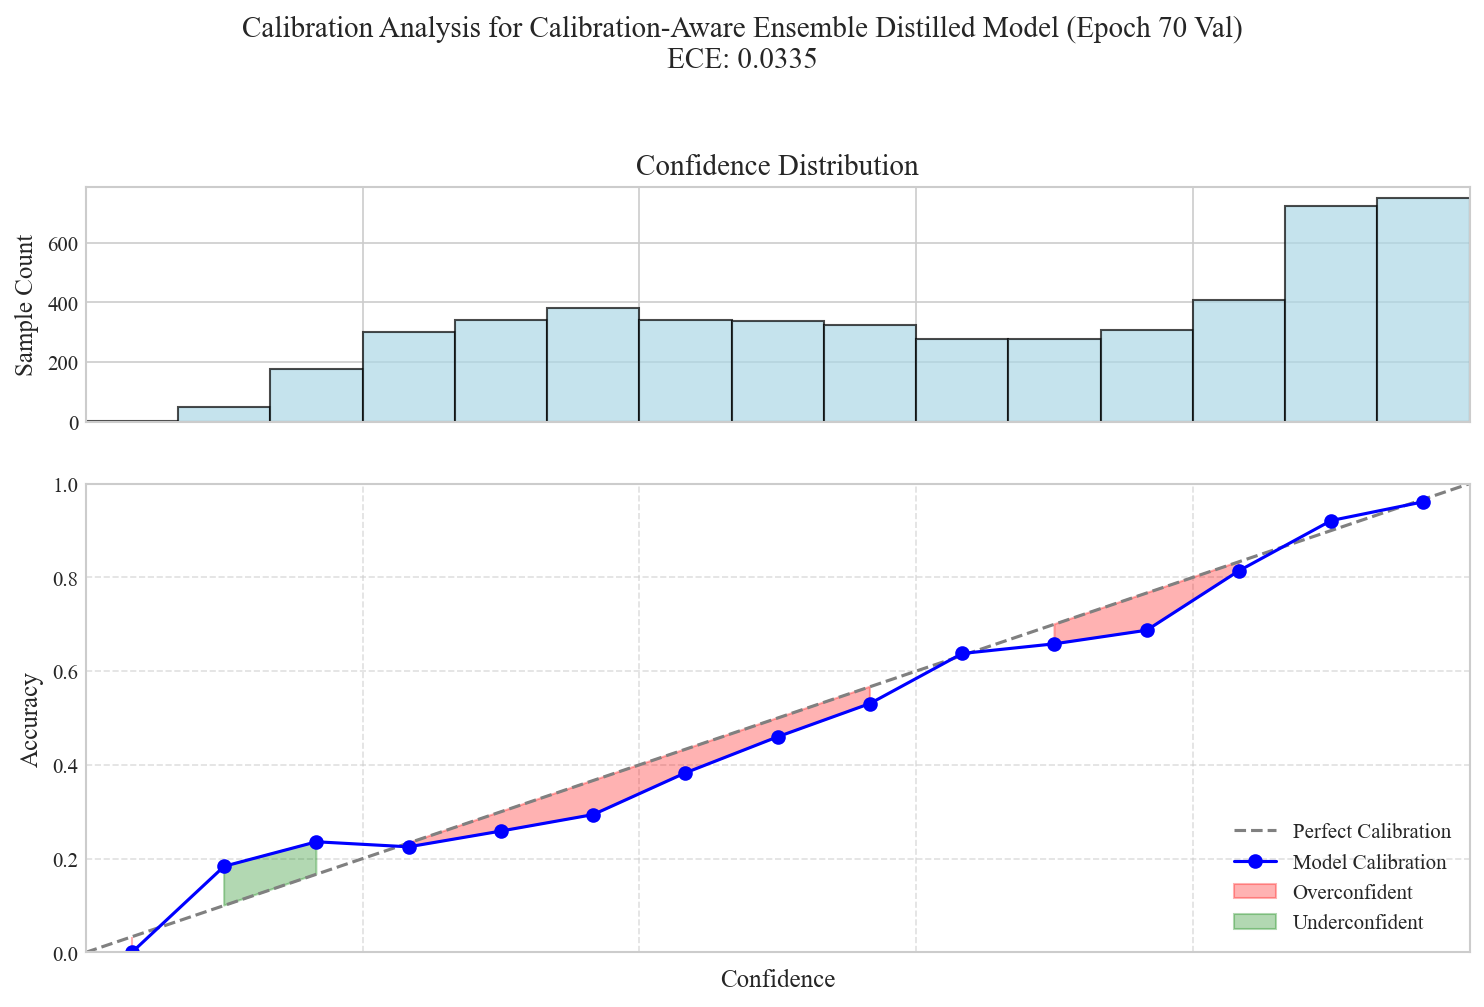 Calibration Analysis for Calibration-Aware Ensemble Distilled Model (Epoch 70 Val)
ECE: 0.0335
Confidence Distribution
Sample Count
600
400
200
0
Accuracy
1.0
0.8
0.6
0.4
0.2
0.0
Perfect Calibration
Model Calibration
Overconfident
Underconfident
Confidence